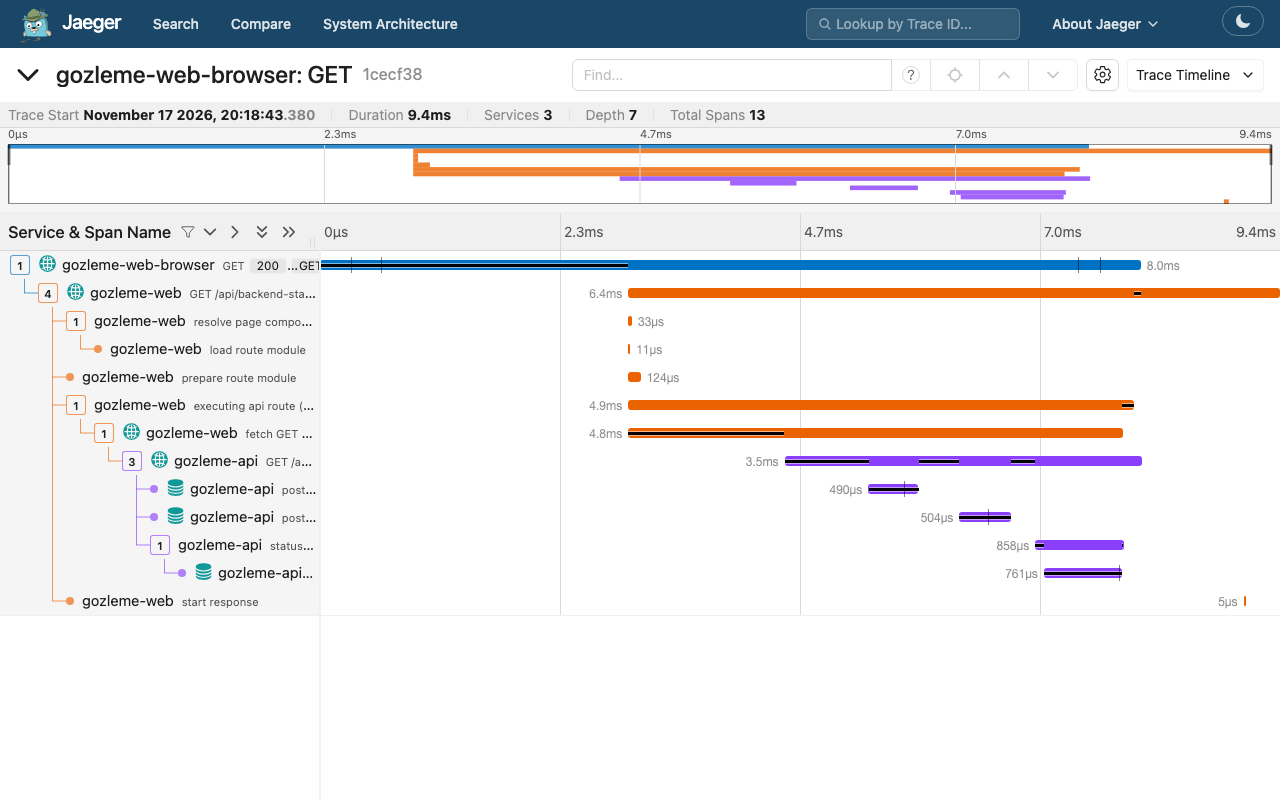 Jaeger Search Compare System Architecture Lookup by Trace ID... About Jaeger
gozleme-web-browser: GET 1cecf38 Find... ? Trace Timeline
Trace Start November 17 2026, 20:18:43.380 Duration 9.4ms Services 3 Depth 7 Total Spans 13
0μs 2.3ms 4.7ms 7.0ms 9.4ms
Service & Span Name 0μs 2.3ms 4.7ms 7.0ms 9.4ms
1 gozleme-web-browser GET 200 ...GET 8.0ms
4 gozleme-web GET /api/backend-sta... 6.4ms
1 gozleme-web resolve page compo... 33μs
gozleme-web load route module 11μs
gozleme-web prepare route module 124μs
1 gozleme-web executing api route (... 4.9ms
1 gozleme-web fetch GET ... 4.8ms
3 gozleme-api GET /a... 3.5ms
gozleme-api post... 490μs
gozleme-api post... 504μs
1 gozleme-api status... 858μs
gozleme-api... 761μs
gozleme-web start response 5μs